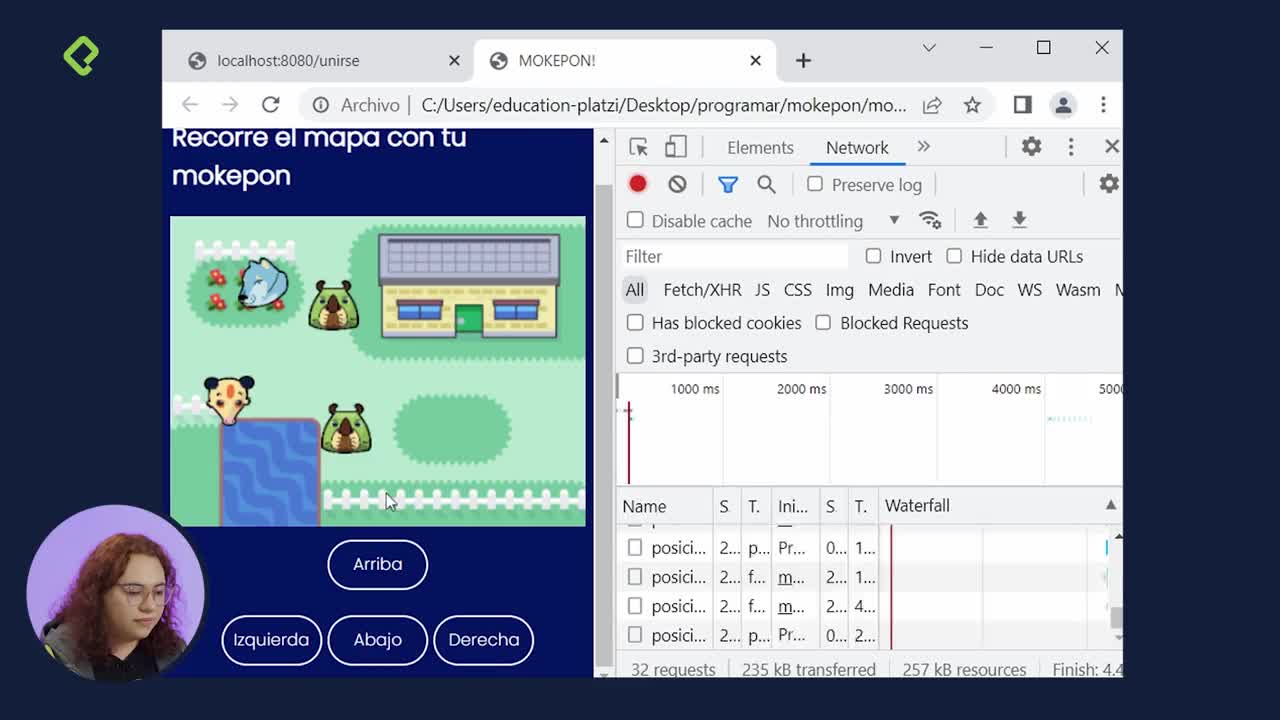 localhost:8080/unirse
MOKEPON!
Archivo
C:/Users/education-platzi/Desktop/programar/mokepon/mo...
Recorre el mapa con tu
mokepon
Arriba
Izquierda
Abajo
Derecha
Elements
Network
Preserve log
Disable cache
No throttling
Filter
Invert
Hide data URLs
All Fetch/XHR JS CSS Img Media Font Doc WS Wasm M
Has blocked cookies
Blocked Requests
3rd-party requests
1000 ms 2000 ms 3000 ms 4000 ms 5000
Name S. T. Ini... S. T. Waterfall
posici... 2... p... Pr... 0... 1...
posici... 2... f... m... 2... 1...
posici... 2... f... m... 2... 4...
posici... 2... p... Pr... 0... 2...
32 requests 235 kB transferred 257 kB resources Finish: 4.4